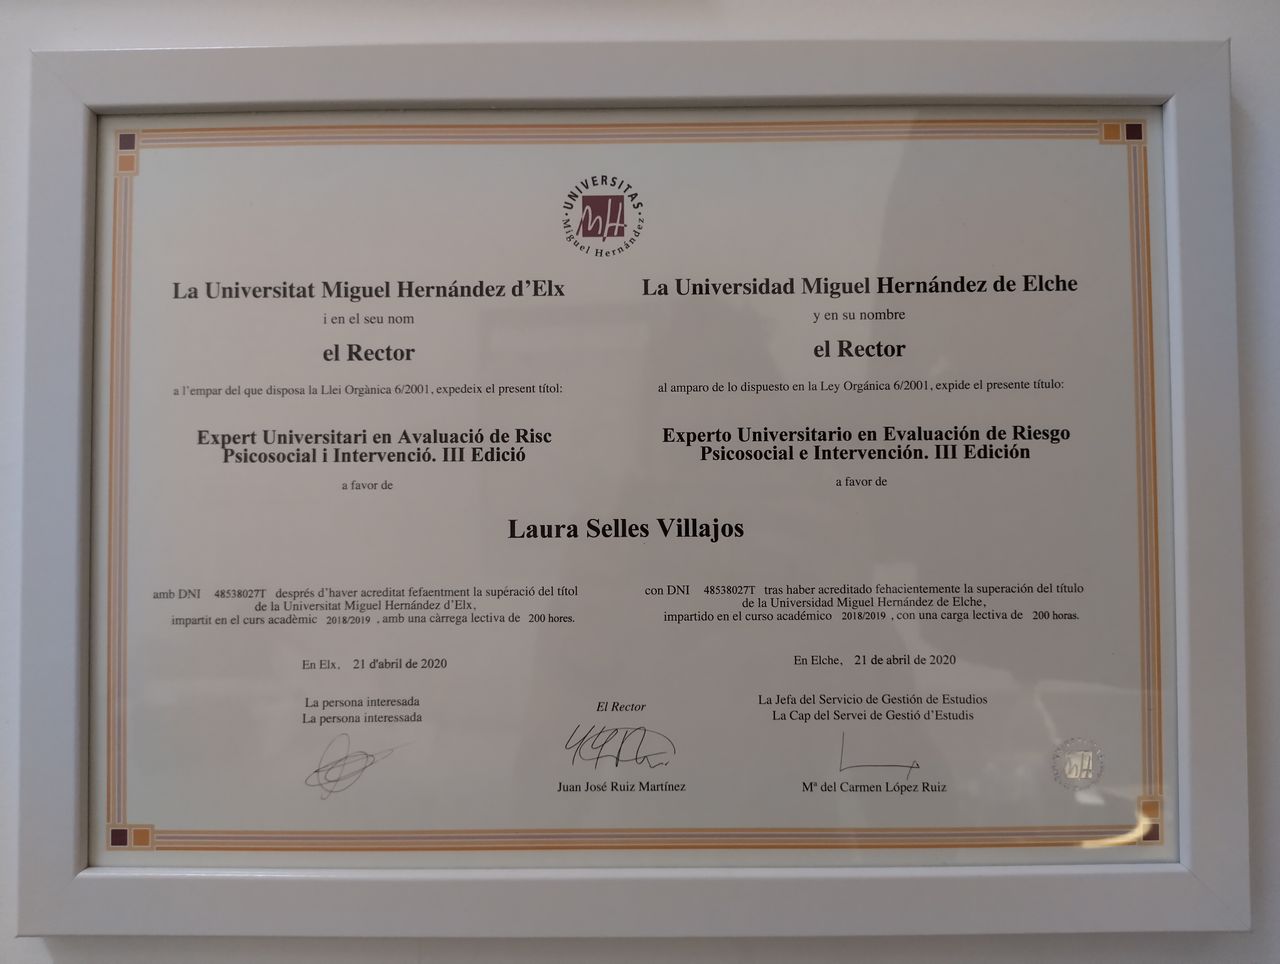 UNIVERSITAS
Miguel Hernández
La Universitat Miguel Hernández d'Elx
i en el seu nom
el Rector
a l'empar del que disposa la Llei Orgànica 6/2001, expedeix el present títol:
Expert Universitari en Avaluació de Risc
Psicosocial i Intervenció. III Edició
a favor de
La Universidad Miguel Hernández de Elche
y en su nombre
el Rector
al amparo de lo dispuesto en la Ley Orgánica 6/2001, expide el presente título:
Experto Universitario en Evaluación de Riesgo
Psicosocial e Intervención. III Edición
a favor de
Laura Selles Villajos
amb DNI 48538027T després d'haver acreditat fefaentment la superació del títol
de la Universitat Miguel Hernández d'Elx,
impartit en el curs acadèmic 2018/2019 , amb una càrrega lectiva de 200 hores.
En Elx, 21 d'abril de 2020
con DNI 48538027T tras haber acreditado fehacientemente la superación del título
de la Universidad Miguel Hernández de Elche,
impartido en el curso académico 2018/2019 , con una carga lectiva de 200 horas.
En Elche, 21 de abril de 2020
La persona interesada
La persona interessada
El Rector
Juan José Ruiz Martínez
La Jefa del Servicio de Gestión de Estudios
La Cap del Servei de Gestió d'Estudis
Mª del Carmen López Ruiz